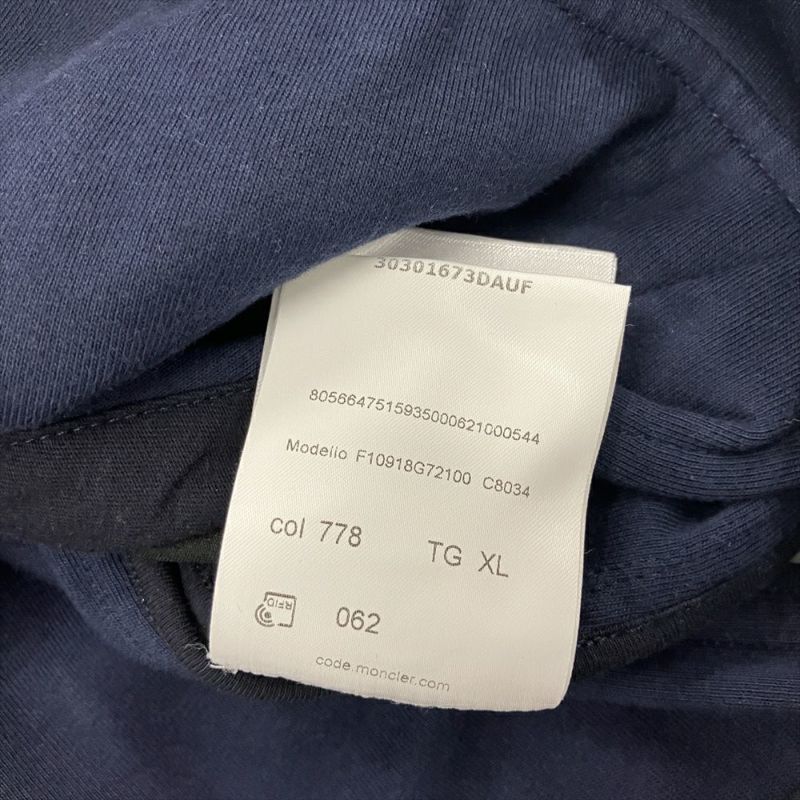 30301673DAUF
8056647515935000621000544
Modello F10918G72100 C8034
col 778 TG XL
RFID 062
code.moncler.com